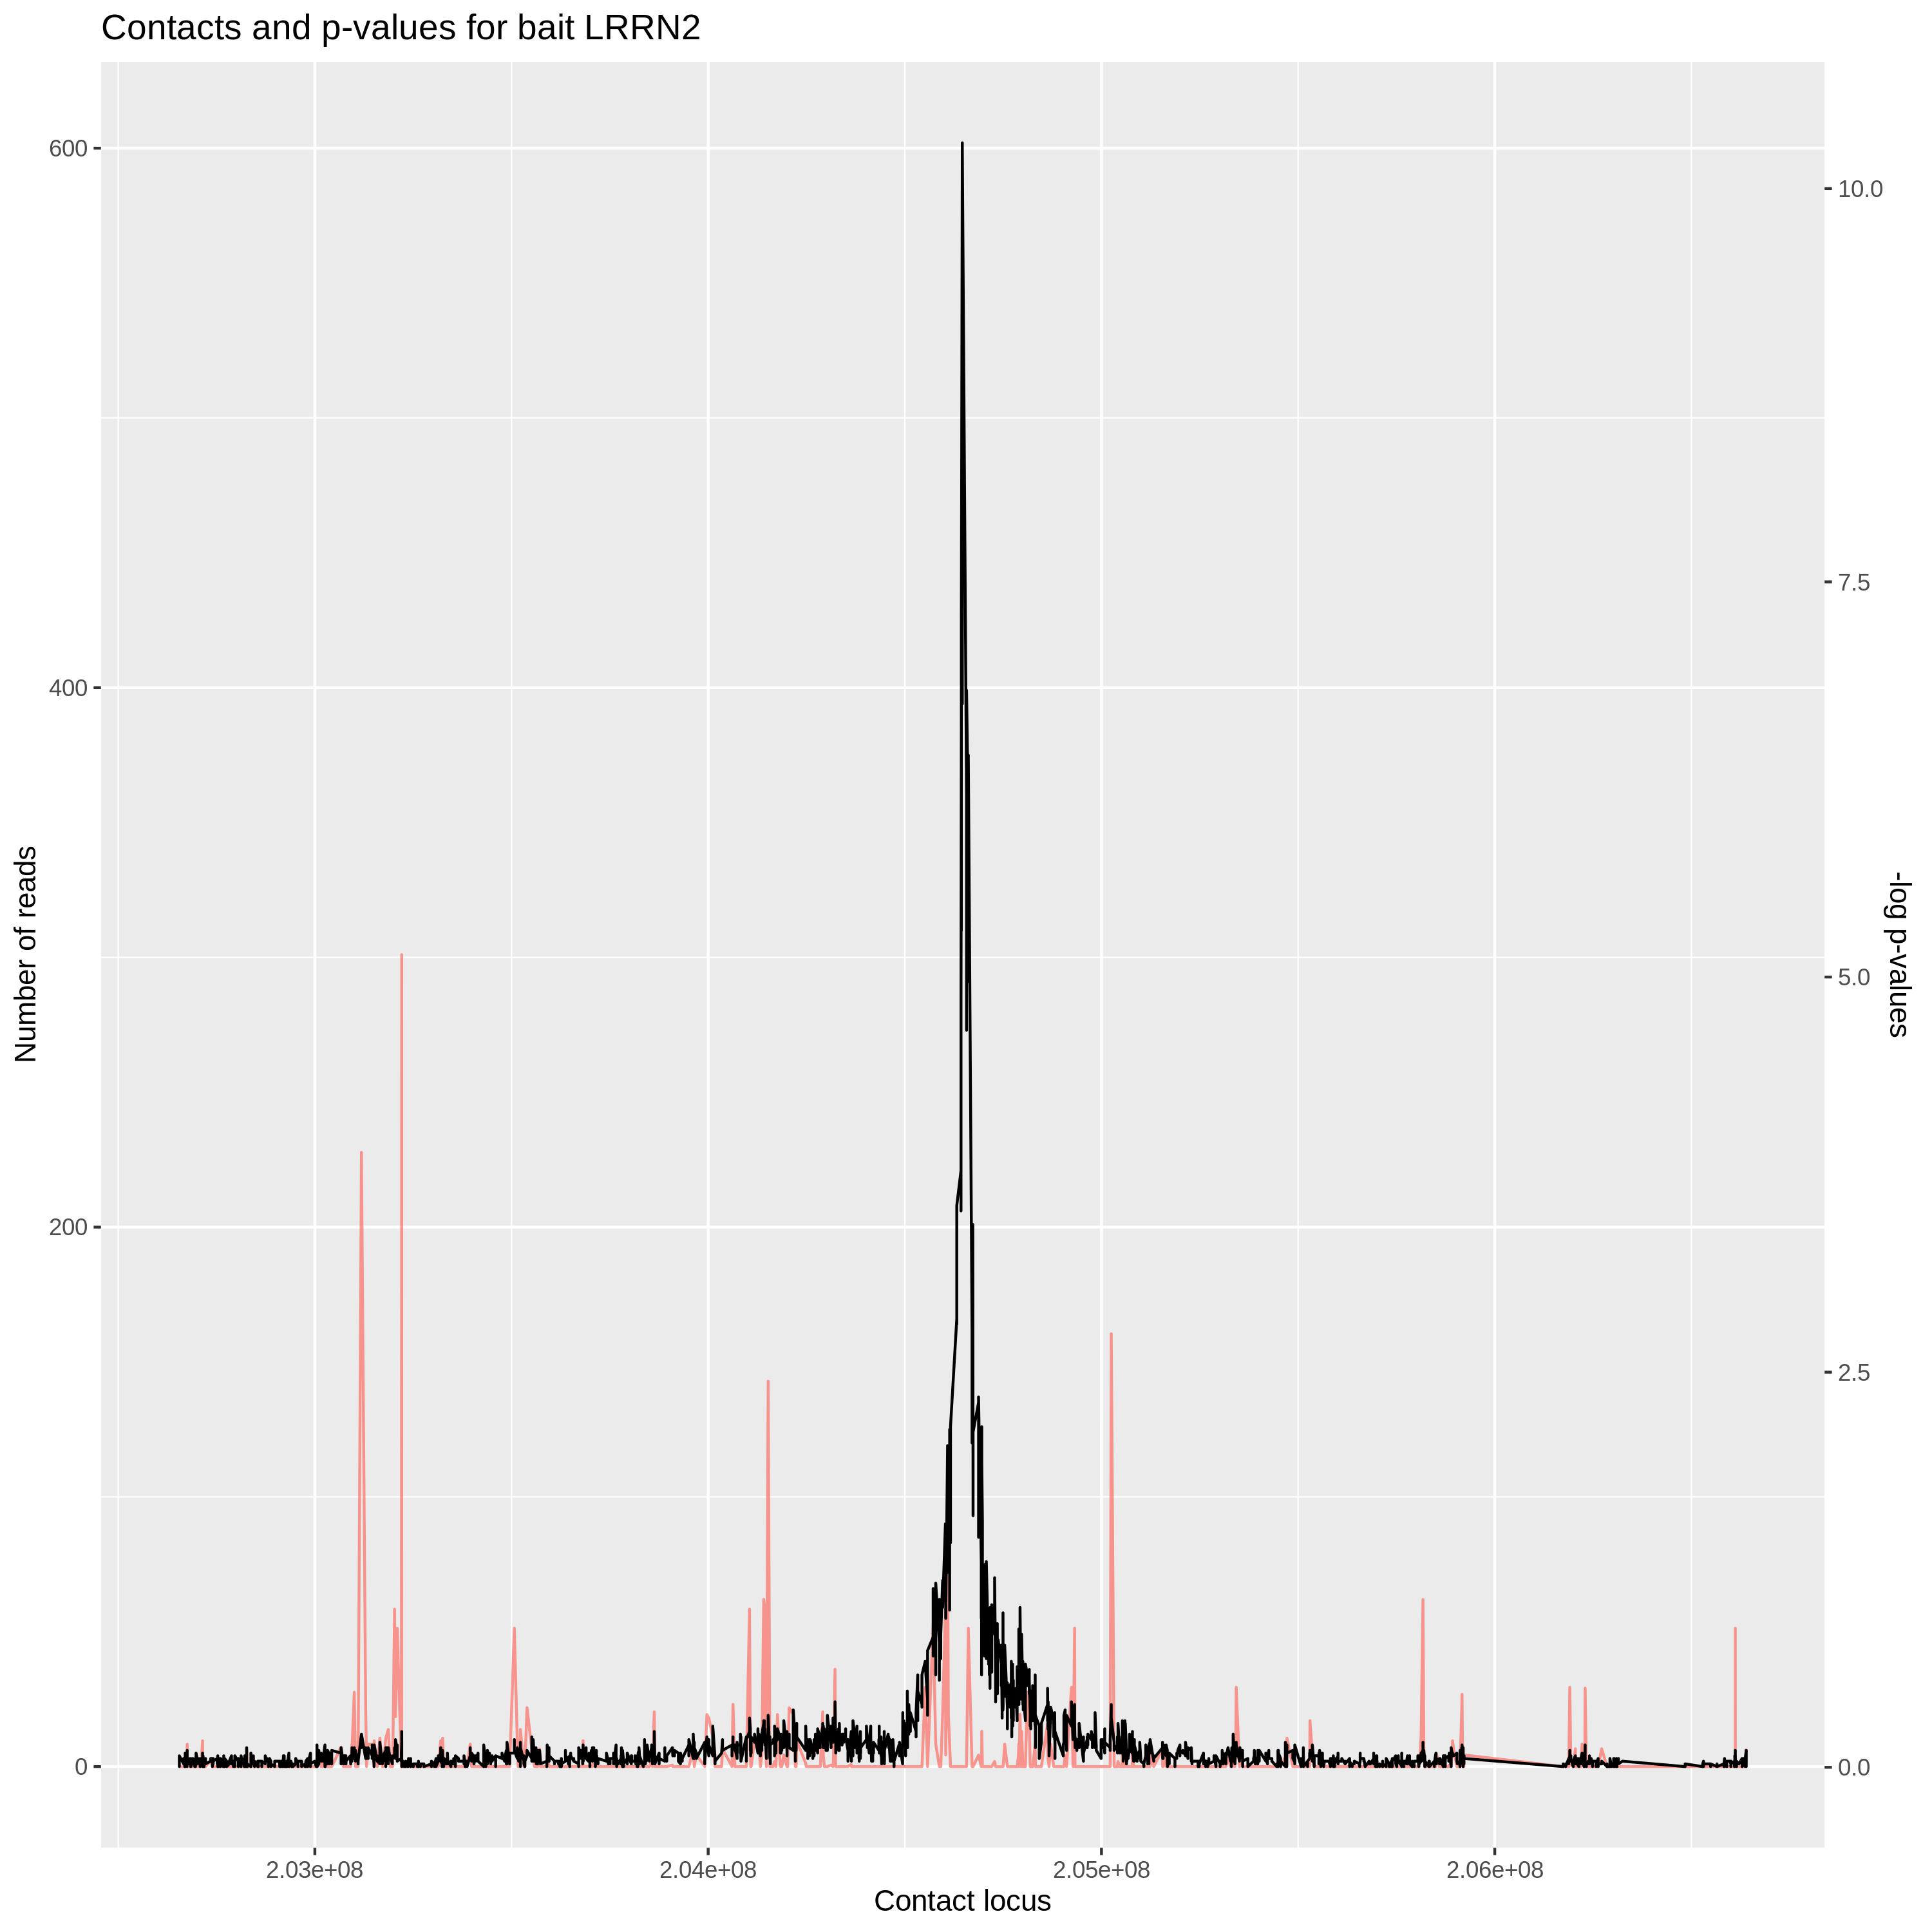 Contacts and p-values for bait LRRN2
600
400
200
0
Number of reads
10.0
7.5
5.0
2.5
0.0
-log p-values
2.03e+08
2.04e+08
2.05e+08
2.06e+08
Contact locus